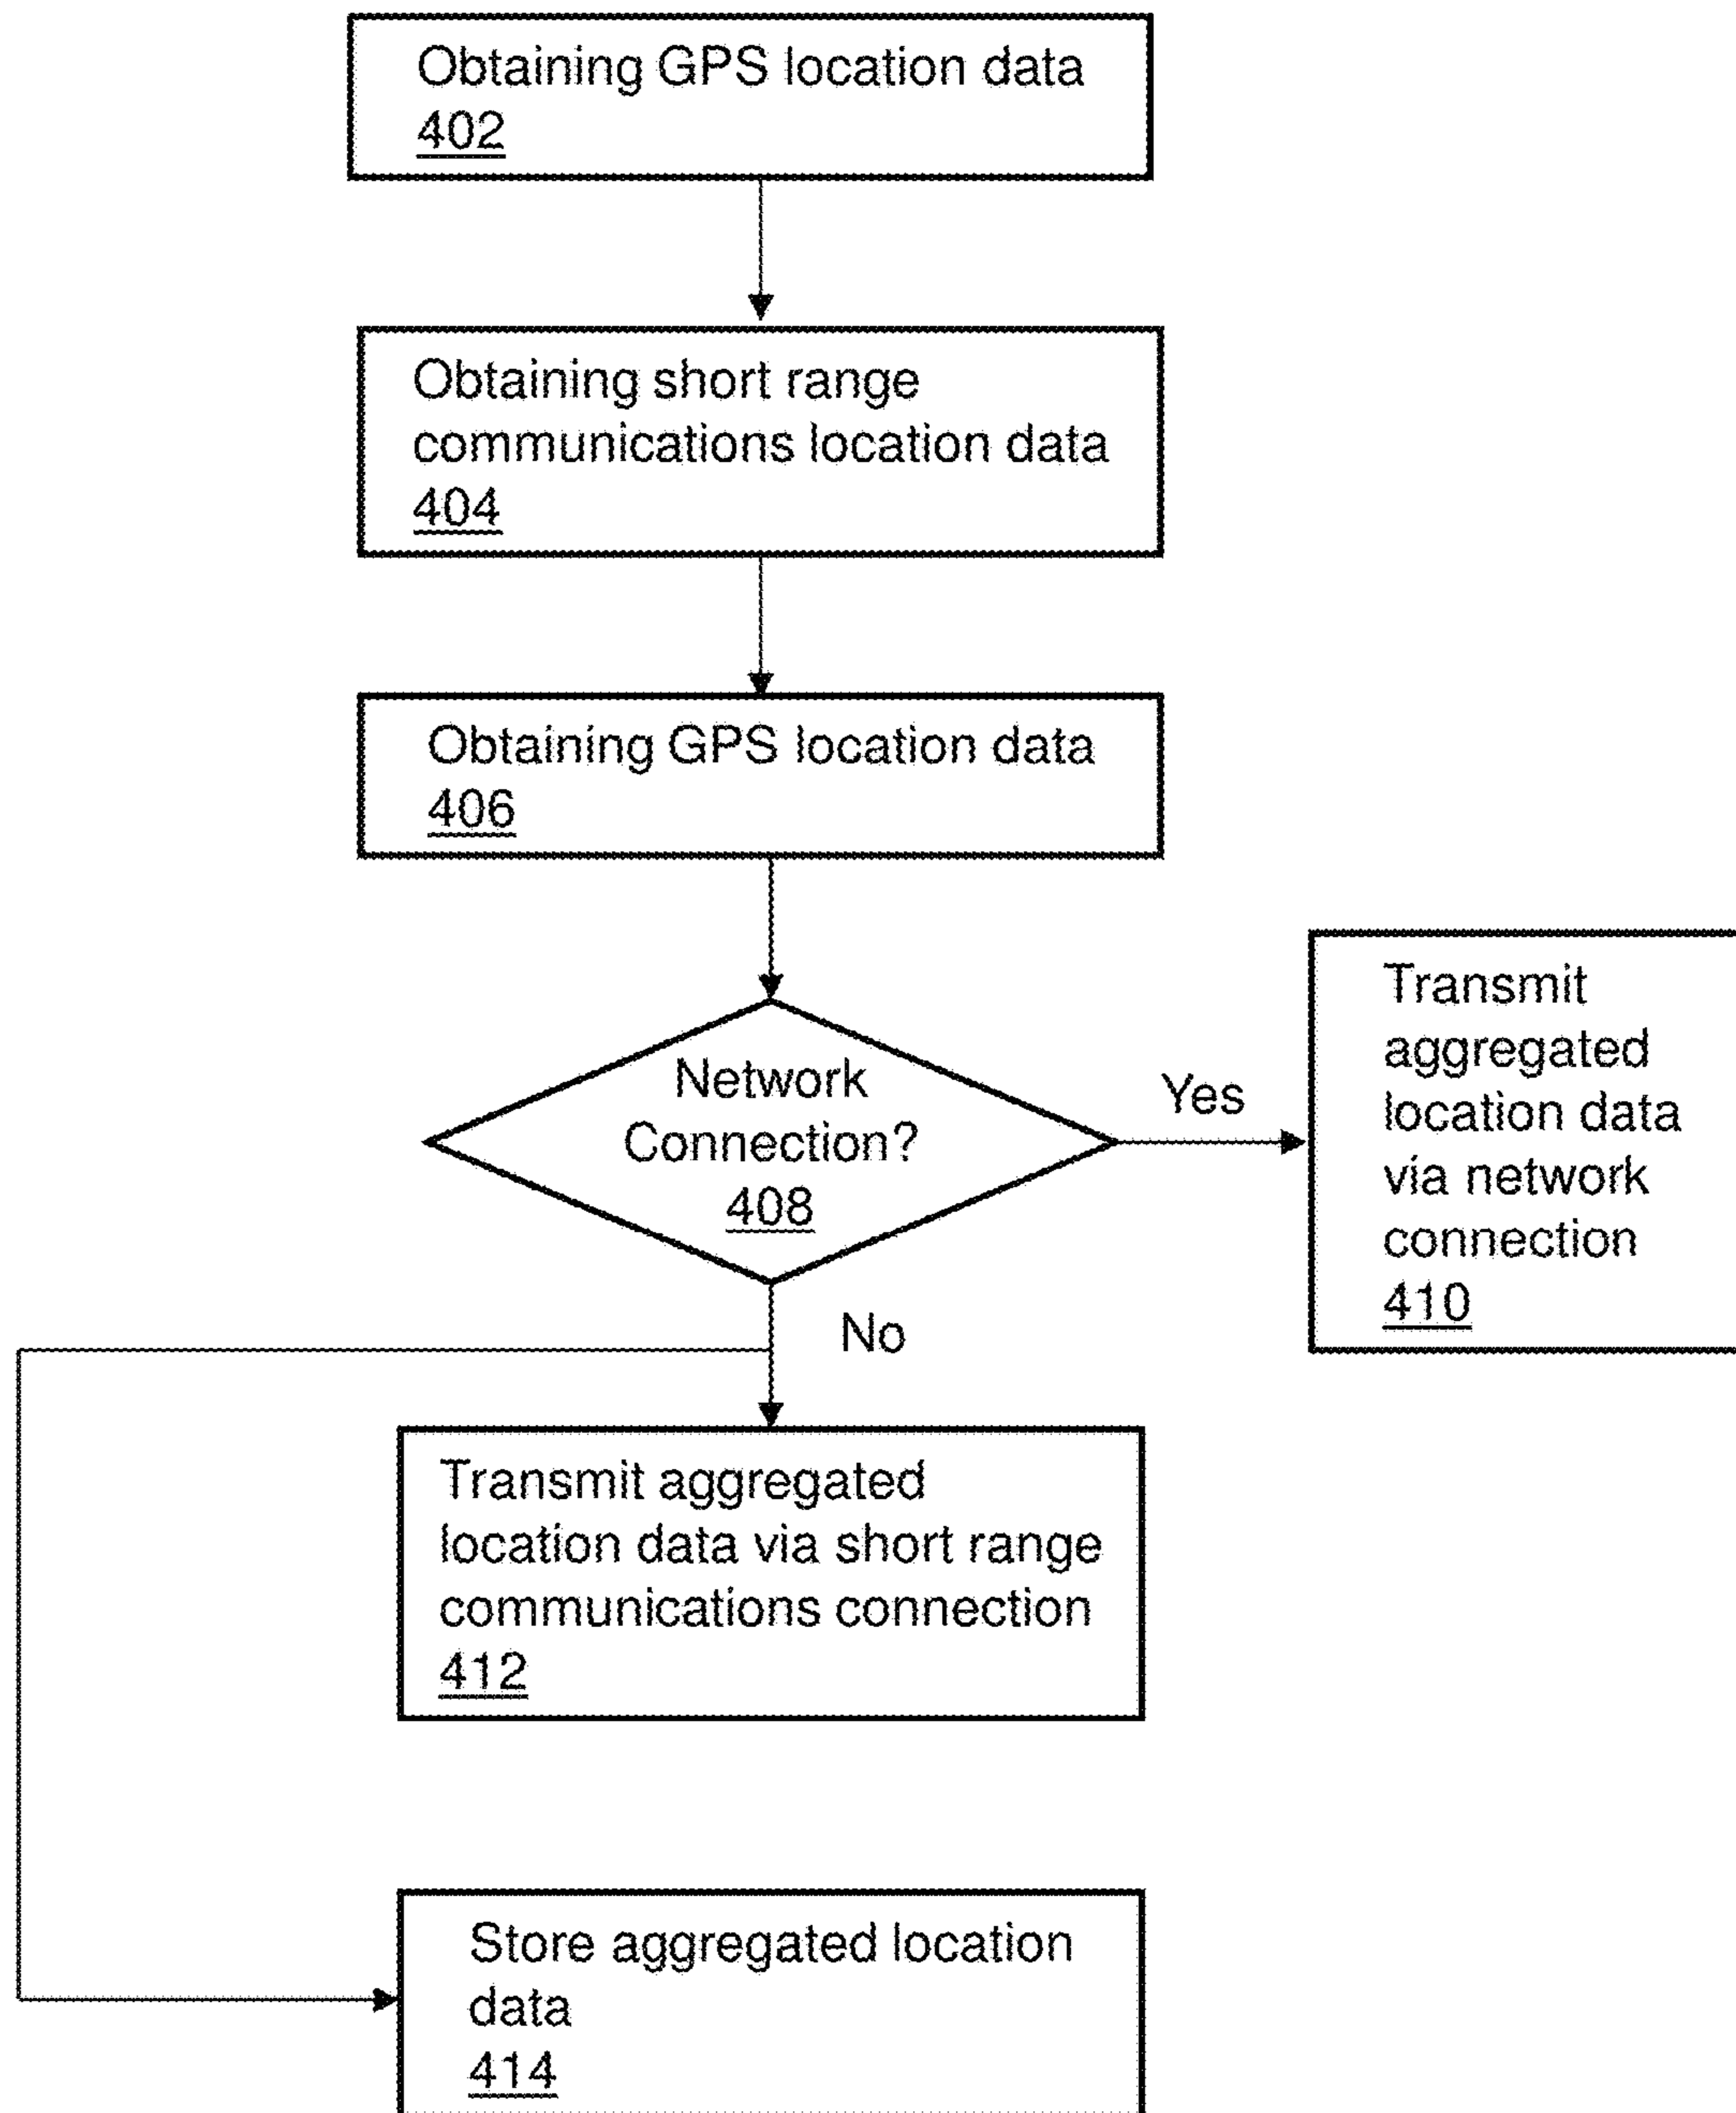 Obtaining GPS location data
402
Obtaining short range
communications location data
404
Obtaining GPS location data
406
Network
Connection?
408
Yes
Transmit
aggregated
location data
via network
connection
410
No
Transmit aggregated
location data via short range
communications connection
412
Store aggregated location
data
414